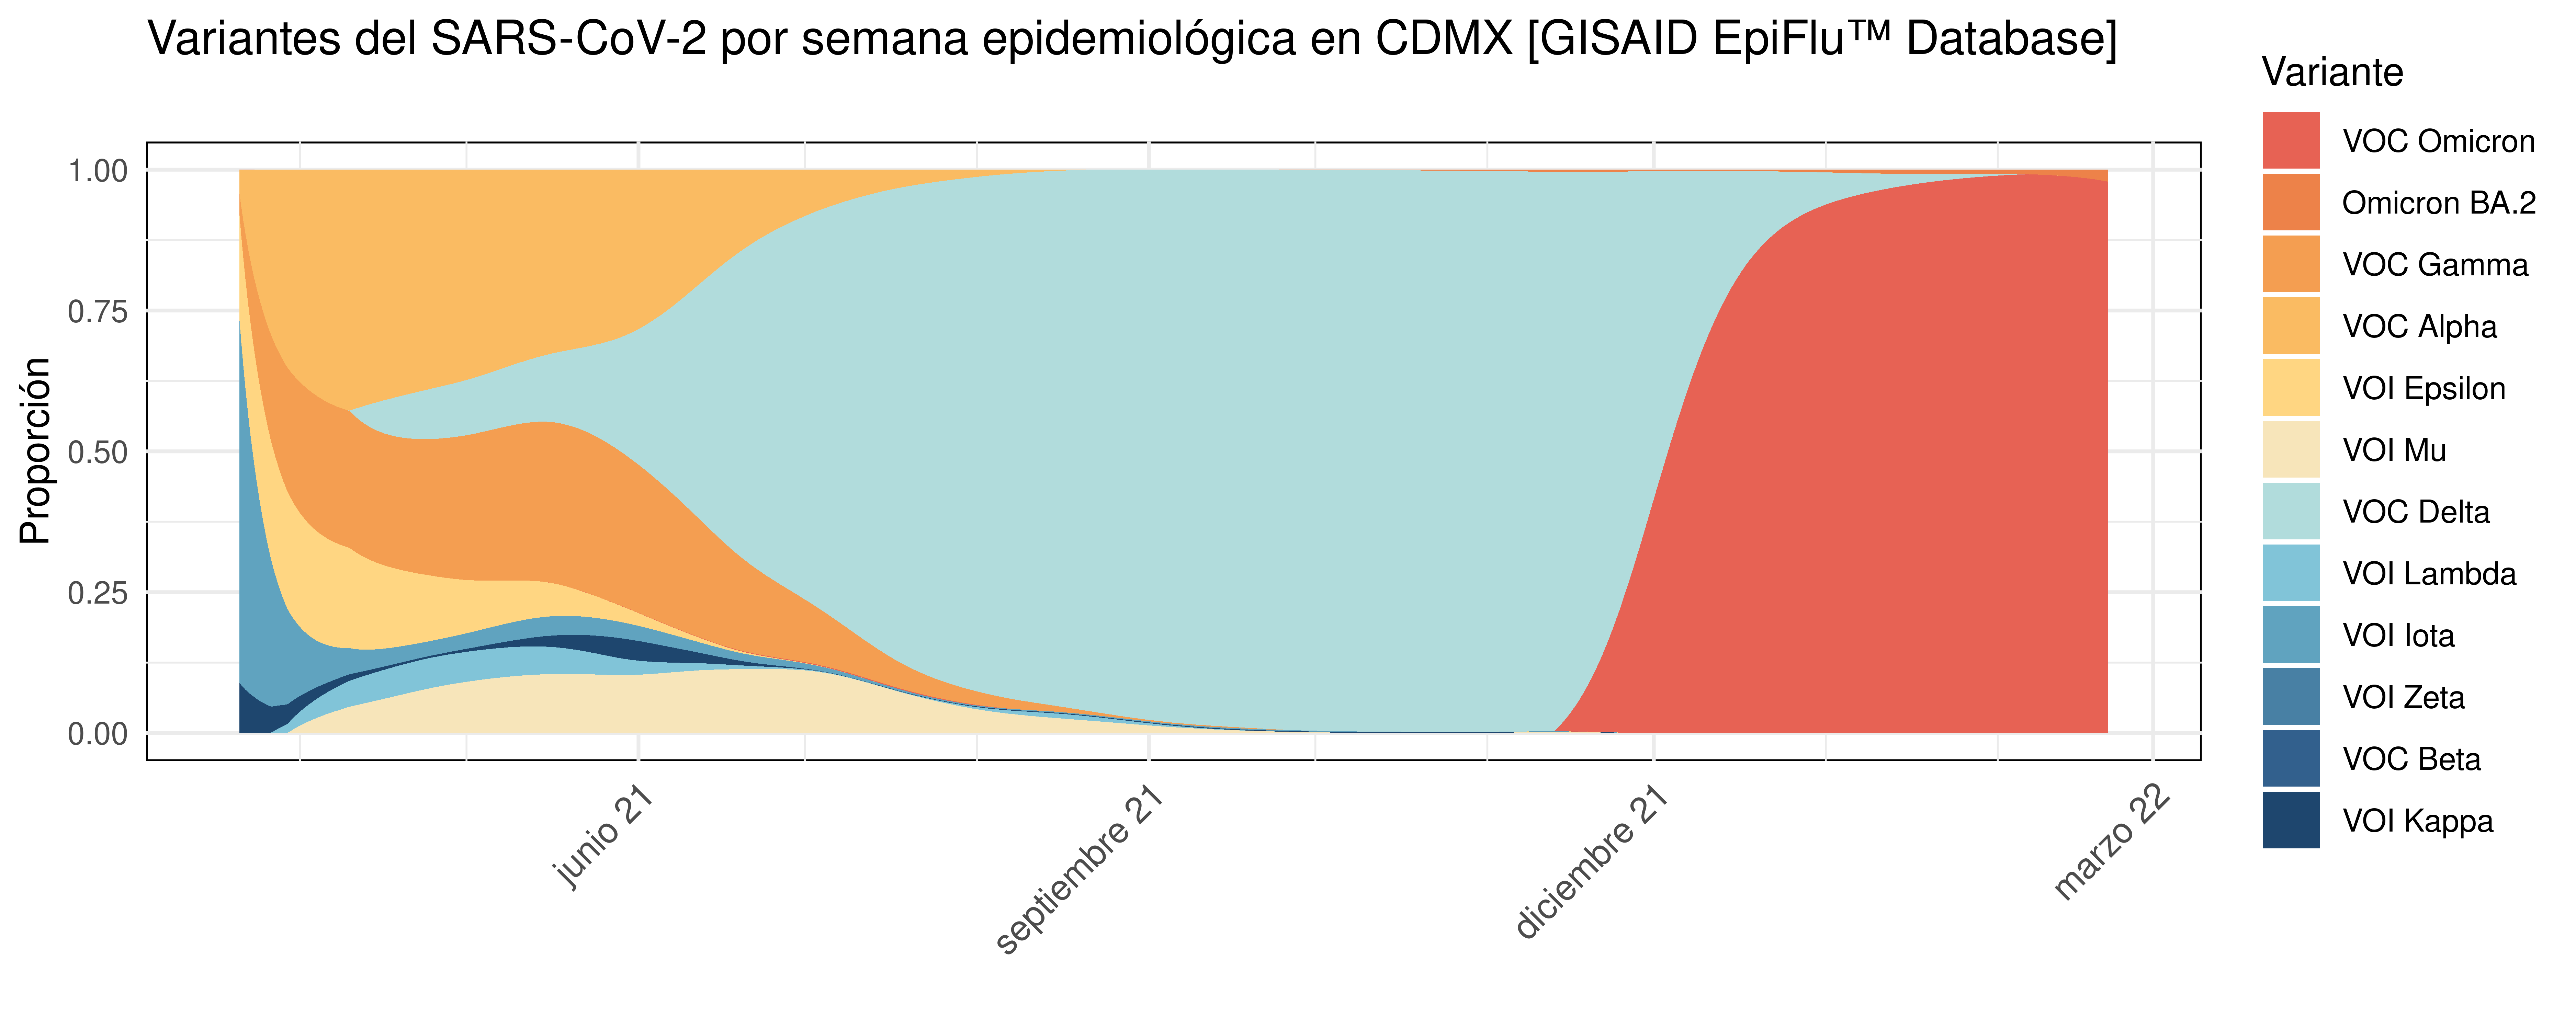 Variantes del SARS-CoV-2 por semana epidemiológica en CDMX [GISAID EpiFlu™ Database]
Proporción
1.00
0.75
0.50
0.25
0.00
junio 21
septiembre 21
diciembre 21
marzo 22
Variante
VOC Omicron
Omicron BA.2
VOC Gamma
VOC Alpha
VOI Epsilon
VOI Mu
VOC Delta
VOI Lambda
VOI Iota
VOI Zeta
VOC Beta
VOI Kappa